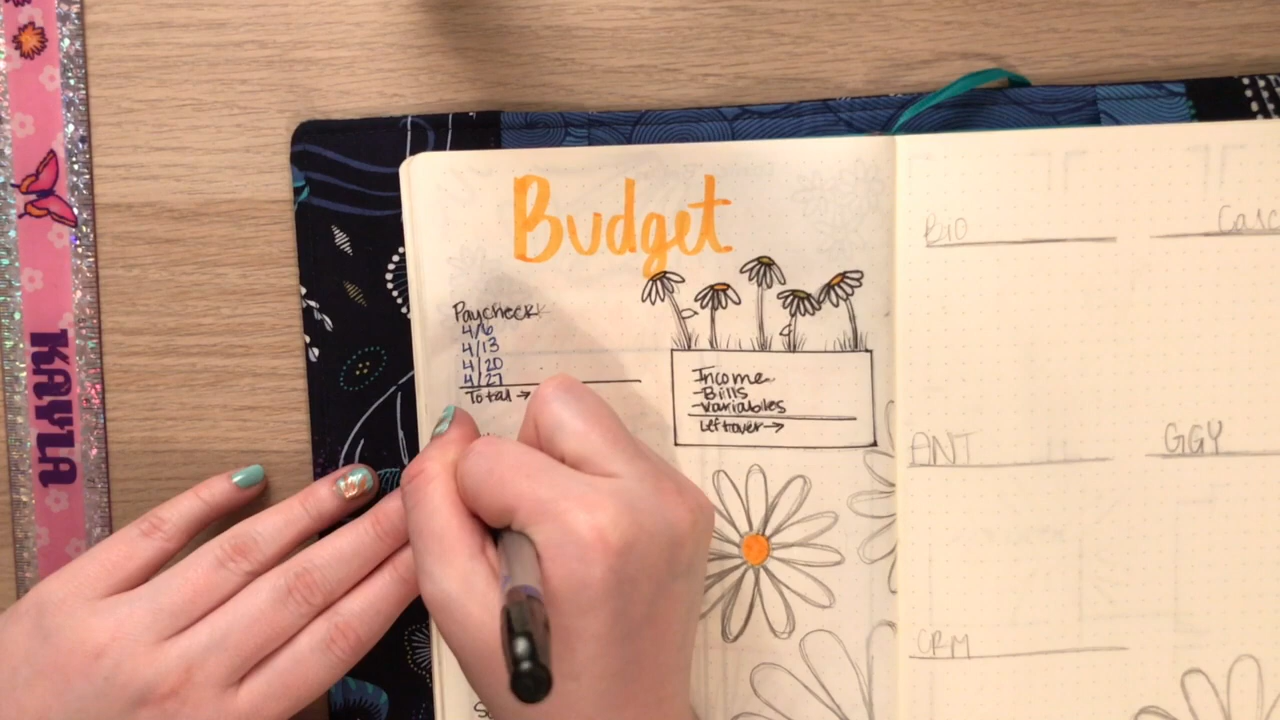 KAYLA
Budget
Paycheck
4/6
4/13
4/20
4/27
Total →
Income
-Bills
-Variables
Leftover →
BIO
ANT
GGY
CRM